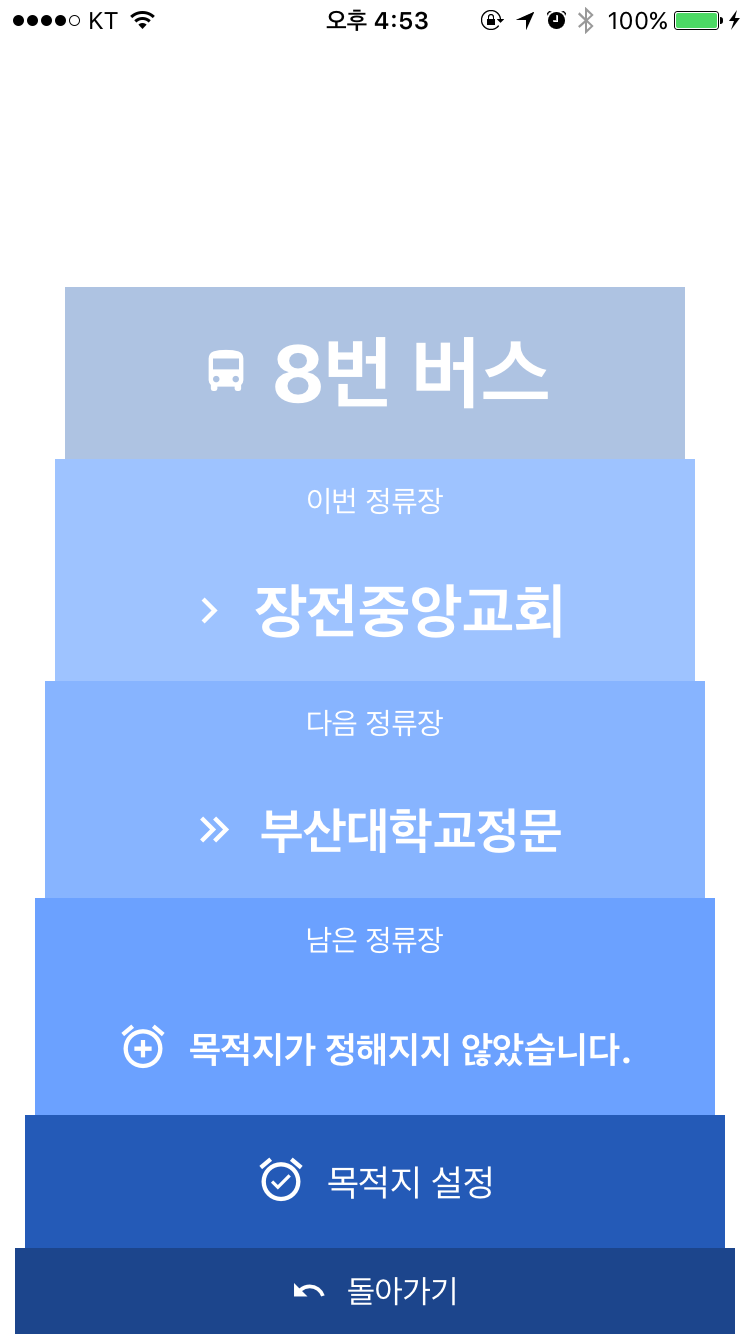 KT 오후 4:53 100%
8번 버스
이번 정류장
장전중앙교회
다음 정류장
부산대학교정문
남은 정류장
목적지가 정해지지 않았습니다.
목적지 설정
돌아가기